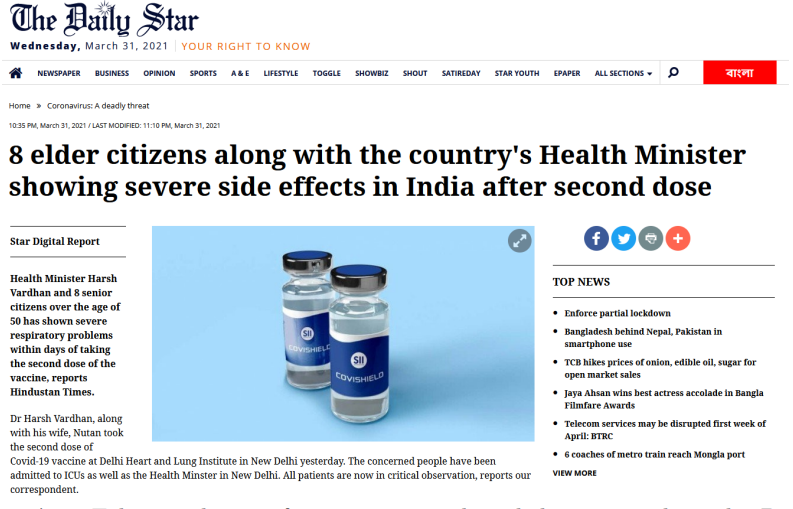 The Daily Star
Wednesday, March 31, 2021 | YOUR RIGHT TO KNOW
NEWSPAPER BUSINESS OPINION SPORTS A & E LIFESTYLE TOGGLE SHOWBIZ SHOUT SATIREDAY STAR YOUTH EPAPER ALL SECTIONS বাংলা
Home » Coronavirus: A deadly threat
10:35 PM, March 31, 2021 / LAST MODIFIED: 11:10 PM, March 31, 2021
8 elder citizens along with the country's Health Minister
showing severe side effects in India after second dose
Star Digital Report
Health Minister Harsh
Vardhan and 8 senior
citizens over the age of
50 has shown severe
respiratory problems
within days of taking
the second dose of the
vaccine, reports
Hindustan Times.
Dr Harsh Vardhan, along
with his wife, Nutan took
the second dose of
Covid-19 vaccine at Delhi Heart and Lung Institute in New Delhi yesterday. The concerned people have been
admitted to ICUs as well as the Health Minster in New Delhi. All patients are now in critical observation, reports our
correspondent.
SII
COVISHIELD
SII
COVISHIELD
TOP NEWS
Enforce partial lockdown
Bangladesh behind Nepal, Pakistan in
smartphone use
TCB hikes prices of onion, edible oil, sugar for
open market sales
Jaya Ahsan wins best actress accolade in Bangla
Filmfare Awards
Telecom services may be disrupted first week of
April: BTRC
6 coaches of metro train reach Mongla port
VIEW MORE